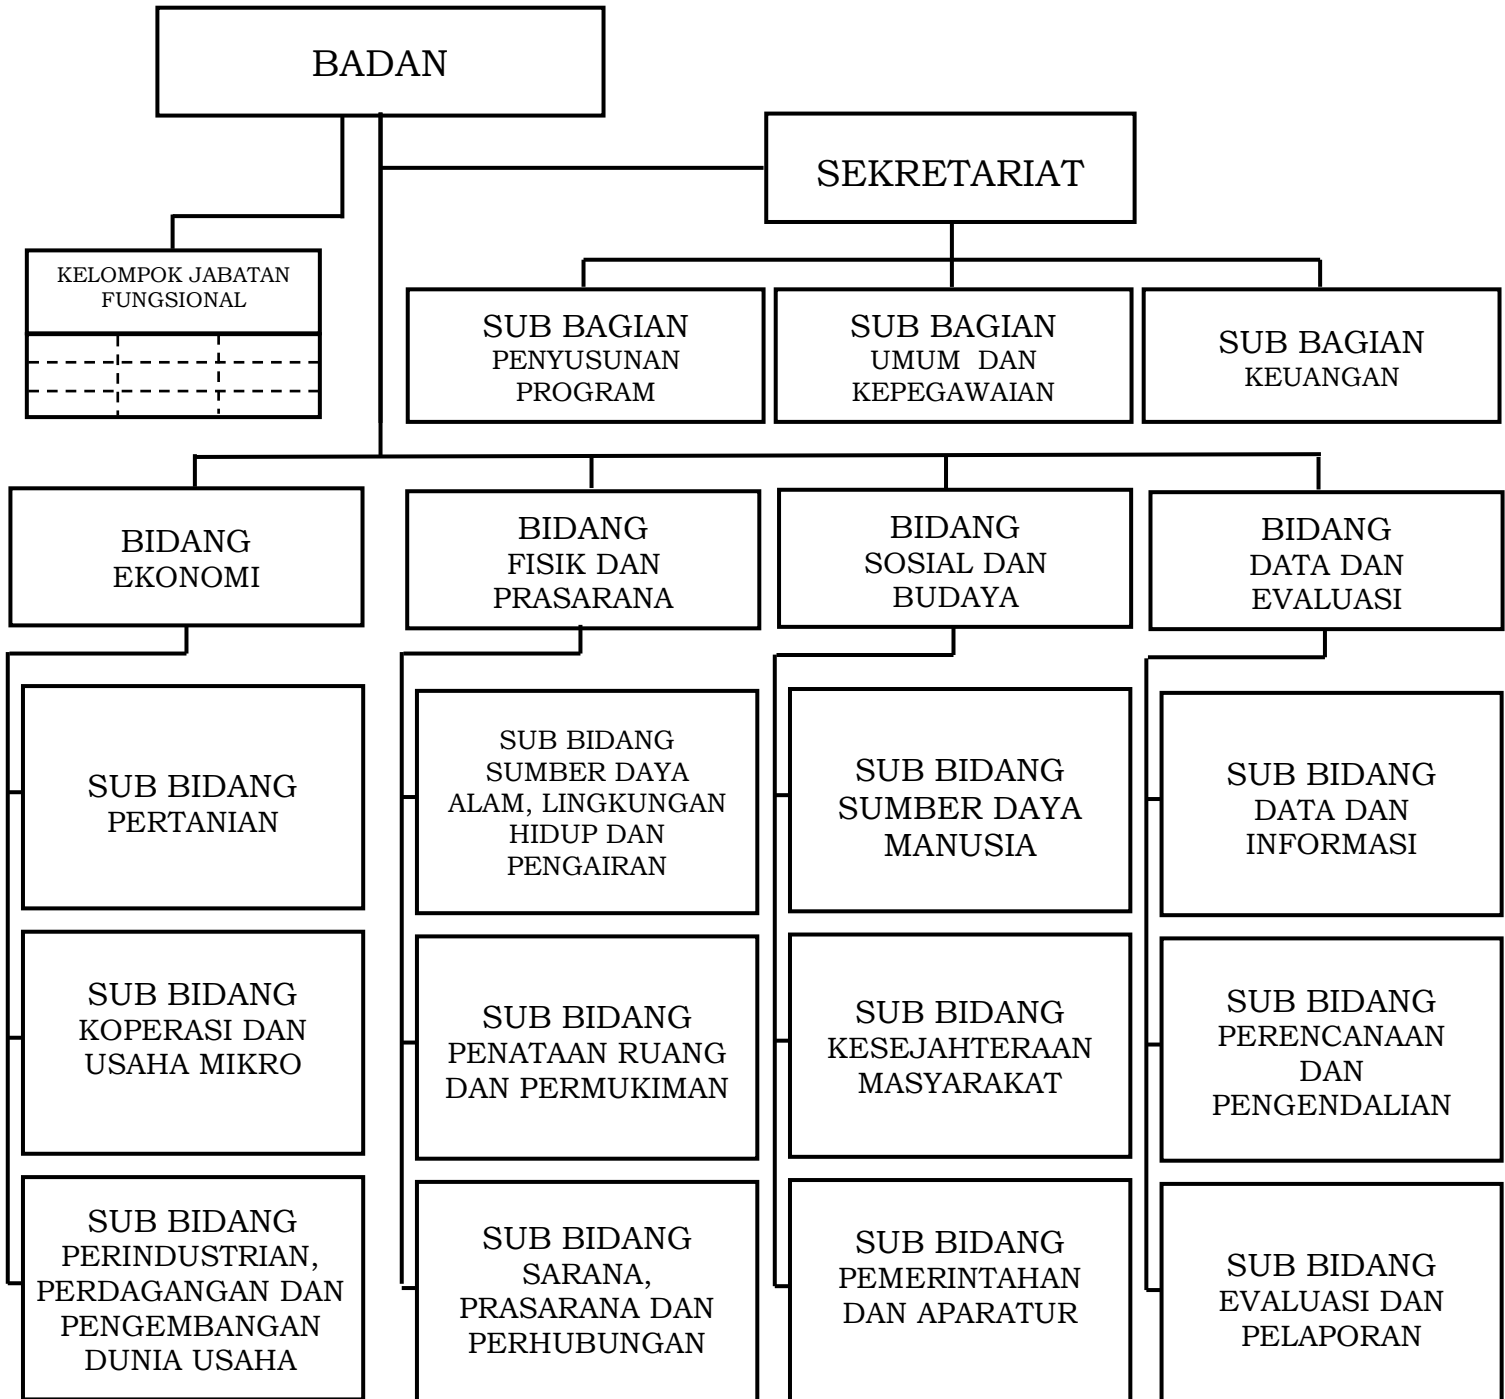 BADAN
SEKRETARIAT
KELOMPOK JABATAN
FUNGSIONAL
SUB BAGIAN
PENYUSUNAN
PROGRAM
SUB BAGIAN
UMUM DAN
KEPEGAWAIAN
SUB BAGIAN
KEUANGAN
BIDANG
EKONOMI
BIDANG
FISIK DAN
PRASARANA
BIDANG
SOSIAL DAN
BUDAYA
BIDANG
DATA DAN
EVALUASI
SUB BIDANG
PERTANIAN
SUB BIDANG
SUMBER DAYA
ALAM, LINGKUNGAN
HIDUP DAN
PENGAIRAN
SUB BIDANG
SUMBER DAYA
MANUSIA
SUB BIDANG
DATA DAN
INFORMASI
SUB BIDANG
KOPERASI DAN
USAHA MIKRO
SUB BIDANG
PENATAAN RUANG
DAN PERMUKIMAN
SUB BIDANG
KESEJAHTERAAN
MASYARAKAT
SUB BIDANG
PERENCANAAN
DAN
PENGENDALIAN
SUB BIDANG
PERINDUSTRIAN,
PERDAGANGAN DAN
PENGEMBANGAN
DUNIA USAHA
SUB BIDANG
SARANA,
PRASARANA DAN
PERHUBUNGAN
SUB BIDANG
PEMERINTAHAN
DAN APARATUR
SUB BIDANG
EVALUASI DAN
PELAPORAN